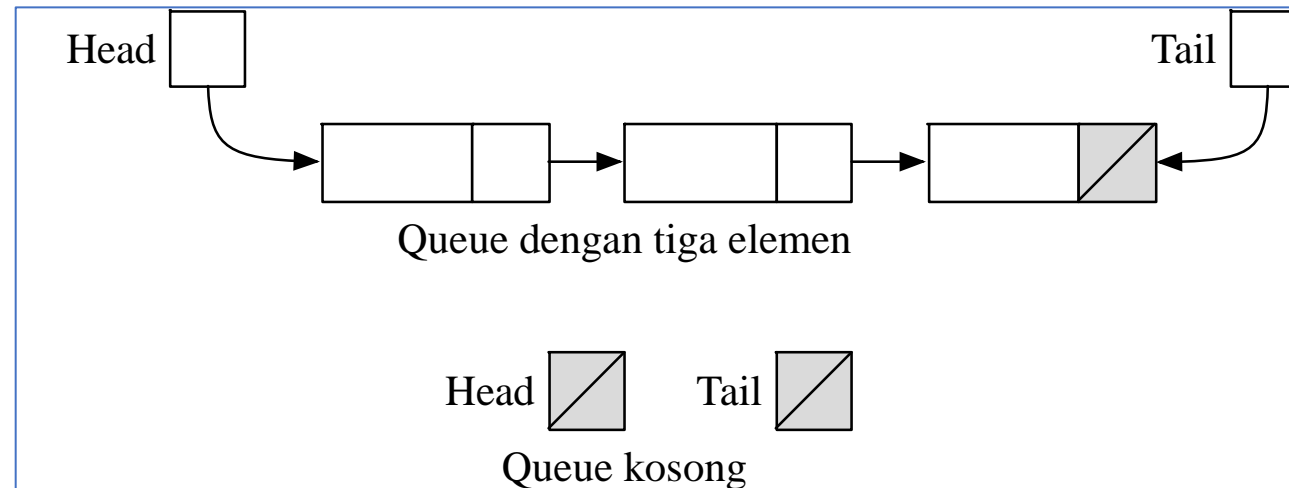 Head
Tail
Queue dengan tiga elemen
Head
Tail
Queue kosong